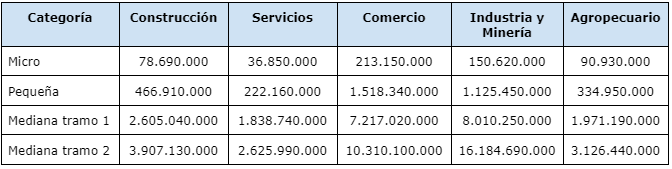 Categoría Construcción Servicios Comercio Industria y Minería Agropecuario
Micro 78.690.000 36.850.000 213.150.000 150.620.000 90.930.000
Pequeña 466.910.000 222.160.000 1.518.340.000 1.125.450.000 334.950.000
Mediana tramo 1 2.605.040.000 1.838.740.000 7.217.020.000 8.010.250.000 1.971.190.000
Mediana tramo 2 3.907.130.000 2.625.990.000 10.310.100.000 16.184.690.000 3.126.440.000